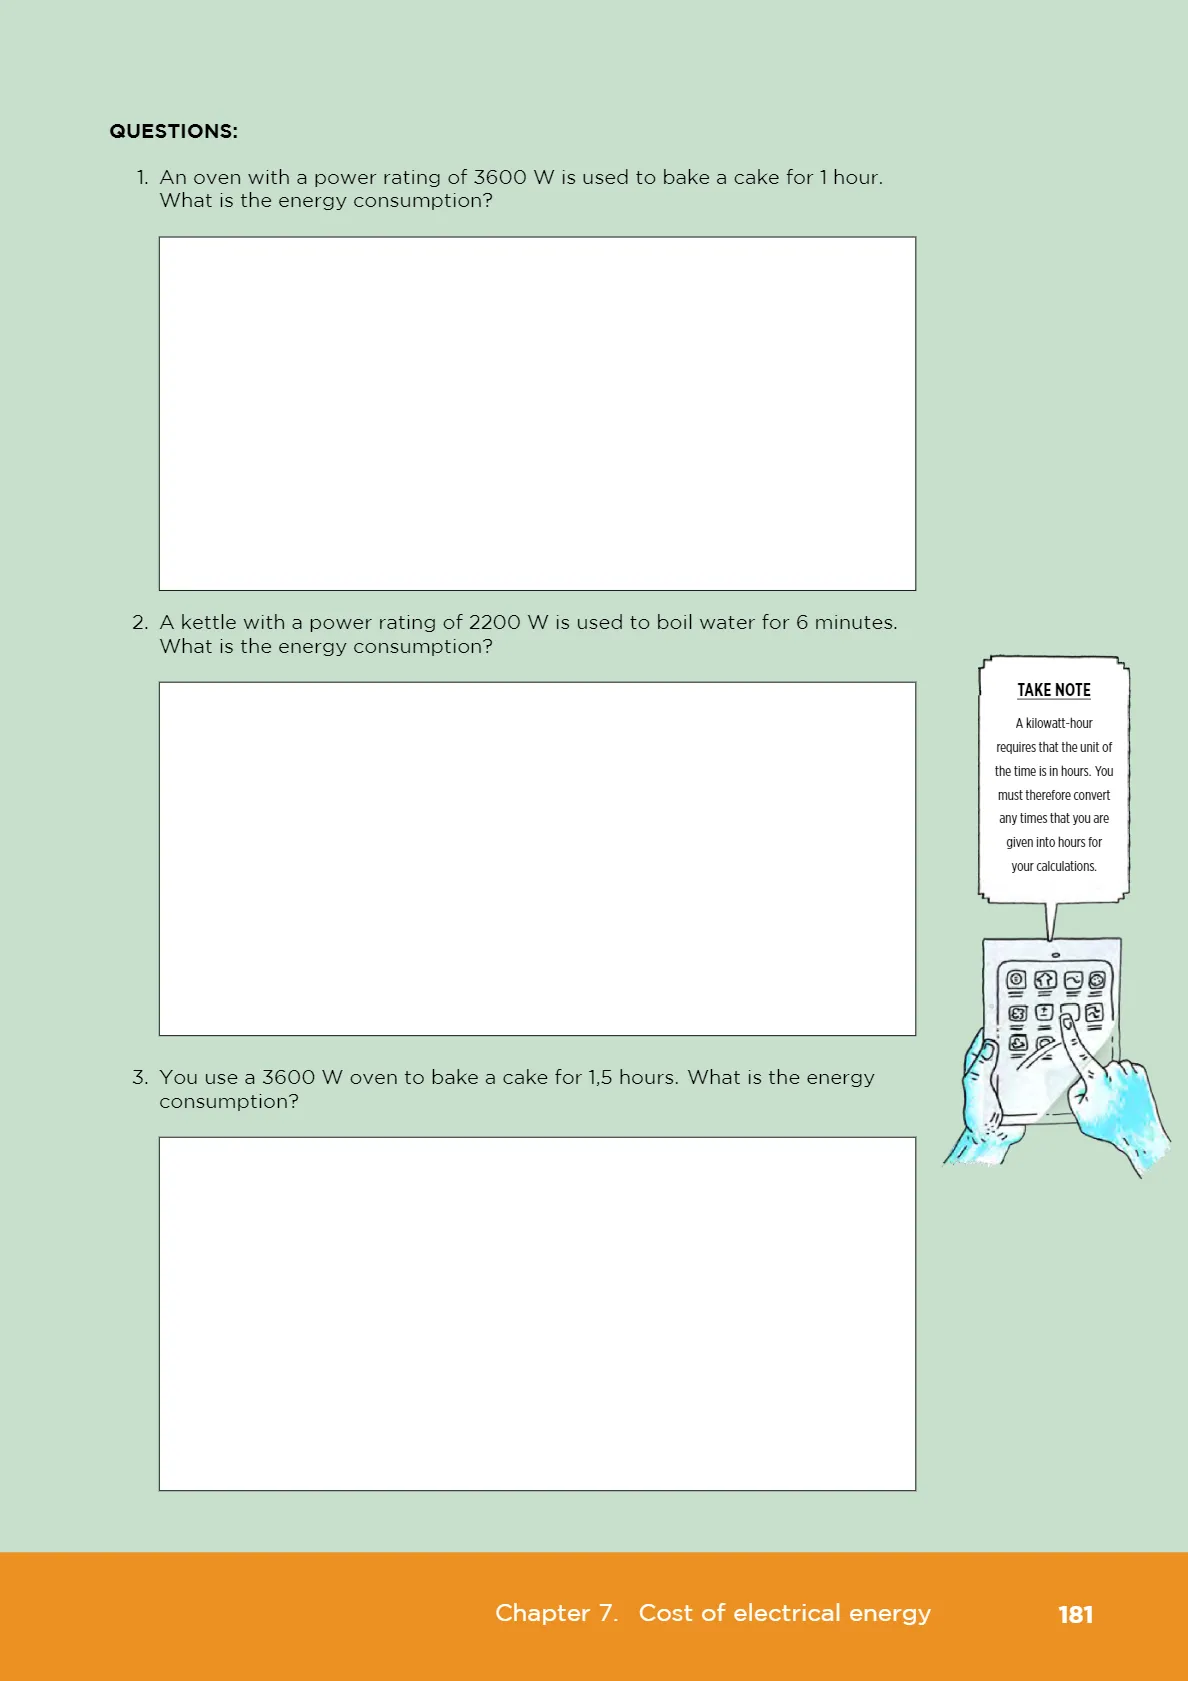 QUESTIONS:
1. An oven with a power rating of 3600 W is used to bake a cake for 1 hour.
What is the energy consumption?
2. A kettle with a power rating of 2200 W is used to boil water for 6 minutes.
What is the energy consumption?
TAKE NOTE
A kilowatt-hour
requires that the unit of
the time is in hours. You
must therefore convert
any times that you are
given into hours for
your calculations.
3. You use a 3600 W oven to bake a cake for 1,5 hours. What is the energy
consumption?
Chapter 7. Cost of electrical energy
181